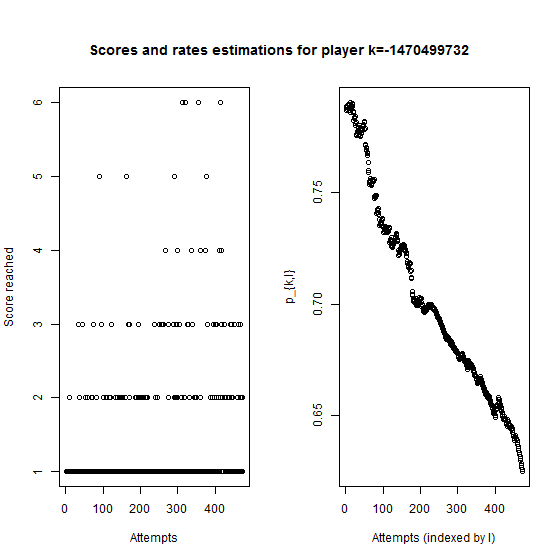 Scores and rates estimations for player k=-1470499732
Score reached
1 2 3 4 5 6
0 100 200 300 400
Attempts
p_{k,l}
0.65 0.70 0.75
0 100 200 300 400
Attempts (indexed by l)